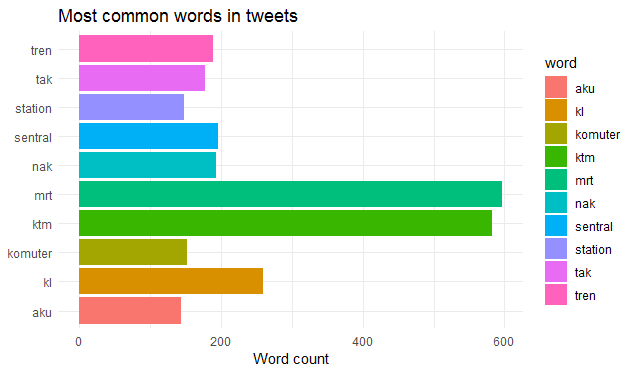 Most common words in tweets
tren
tak
station
sentral
nak
mrt
ktm
komuter
kl
aku
0
200
400
600
Word count
word
aku
kl
komuter
ktm
mrt
nak
sentral
station
tak
tren